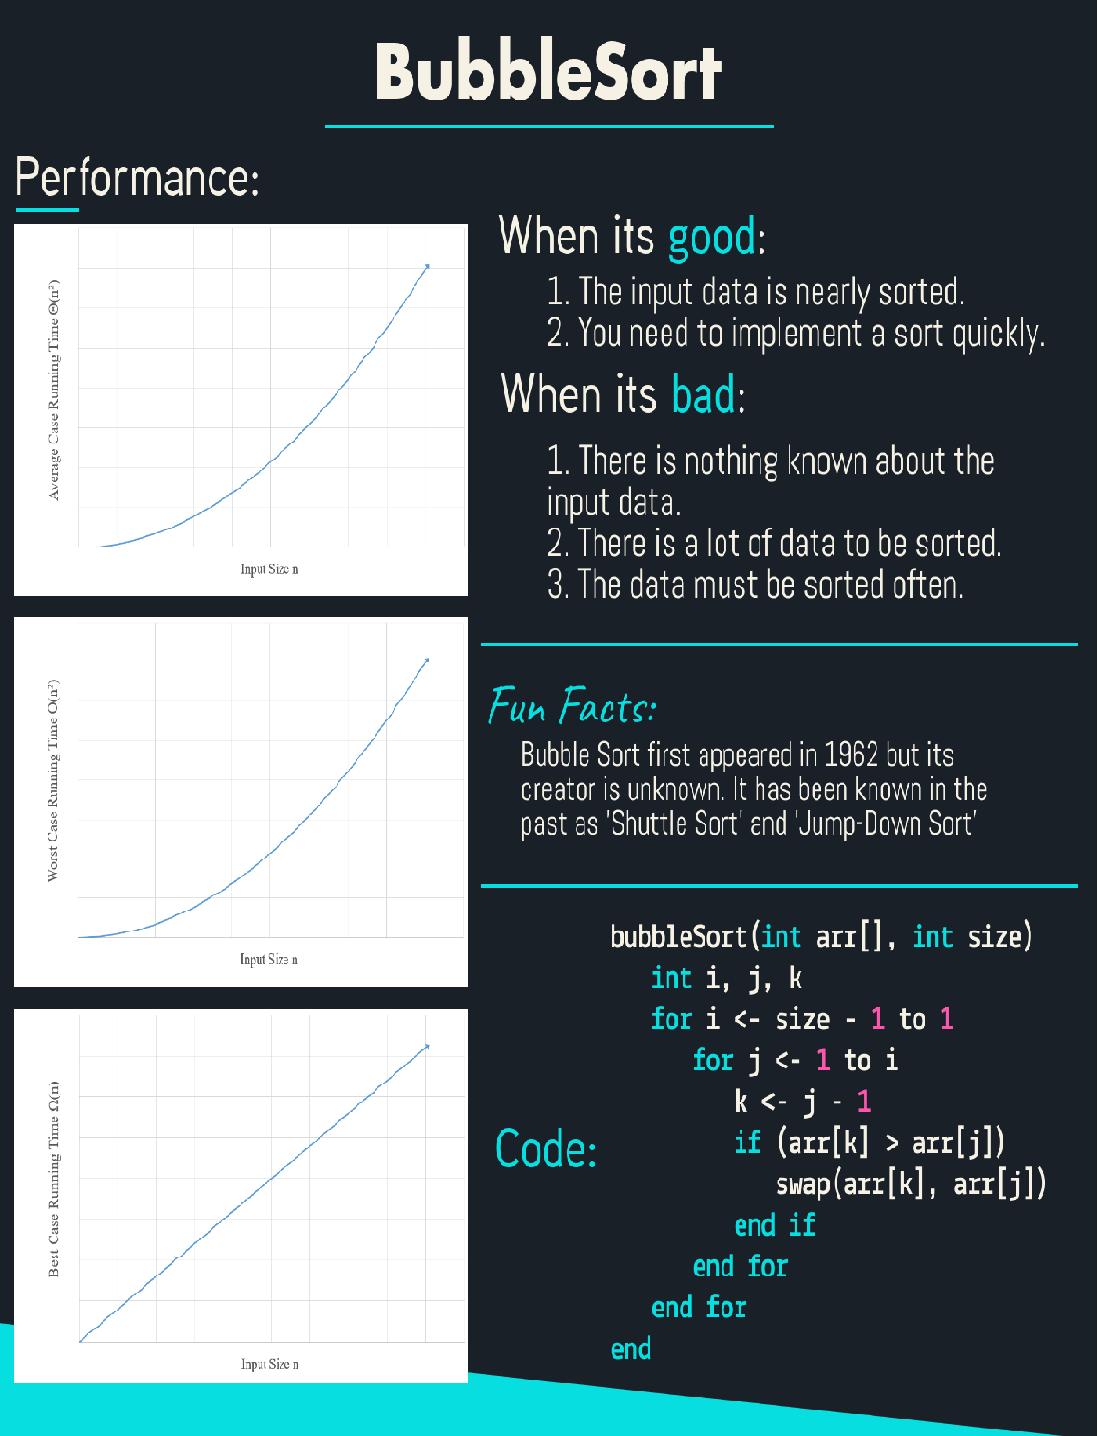 BubbleSort
Performance:
Average Case Running Time Θ(n²)
Input Size n
Worst Case Running Time O(n²)
Input Size n
Best Case Running Time Ω(n)
Input Size n
When its good:
1. The input data is nearly sorted.
2. You need to implement a sort quickly.
When its bad:
1. There is nothing known about the
input data.
2. There is a lot of data to be sorted.
3. The data must be sorted often.
Fun Facts:
Bubble Sort first appeared in 1962 but its
creator is unknown. It has been known in the
past as 'Shuttle Sort' and 'Jump-Down Sort'
Code:
bubbleSort(int arr[], int size)
int i, j, k
for i <- size - 1 to 1
for j <- 1 to i
k <- j - 1
if (arr[k] > arr[j])
swap(arr[k], arr[j])
end if
end for
end for
end